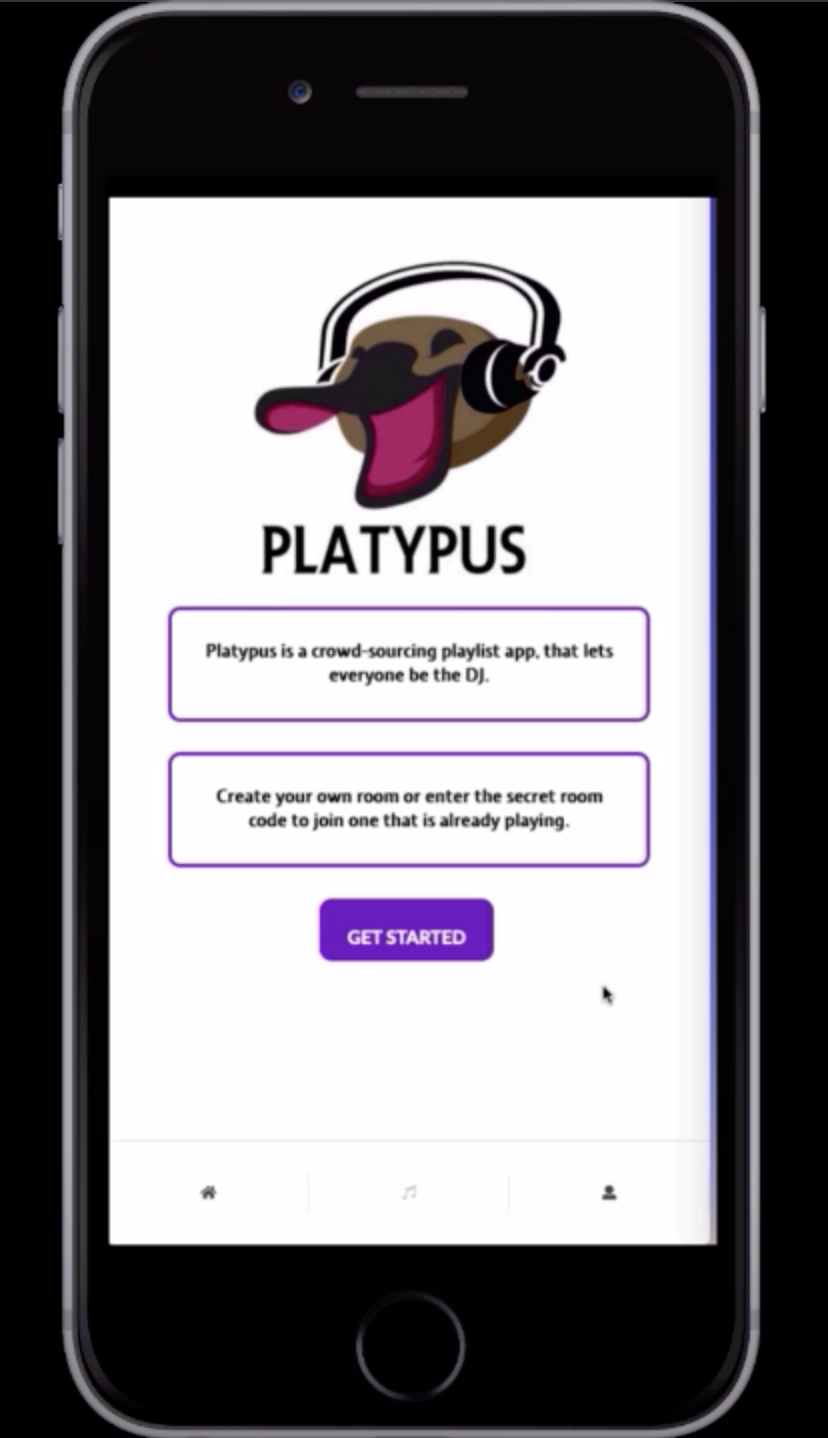 PLATYPUS
Platypus is a crowd-sourcing playlist app, that lets
everyone be the DJ.
Create your own room or enter the secret room
code to join one that is already playing.
GET STARTED